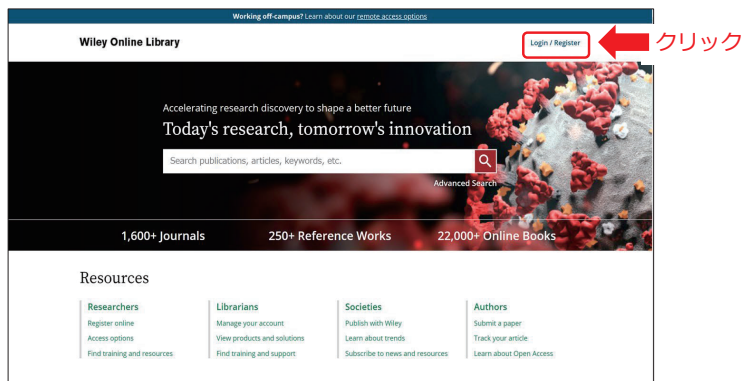 Working off-campus? Learn about our remote access options
Wiley Online Library
Login / Register
クリック
Accelerating research discovery to shape a better future
Today's research, tomorrow's innovation
Search publications, articles, keywords, etc.
Advanced Search
1,600+ Journals
250+ Reference Works
22,000+ Online Books
Resources
Researchers
Register online
Access options
Find training and resources
Librarians
Manage your account
View products and solutions
Find training and support
Societies
Publish with Wiley
Learn about trends
Subscribe to news and resources
Authors
Submit a paper
Track your article
Learn about Open Access